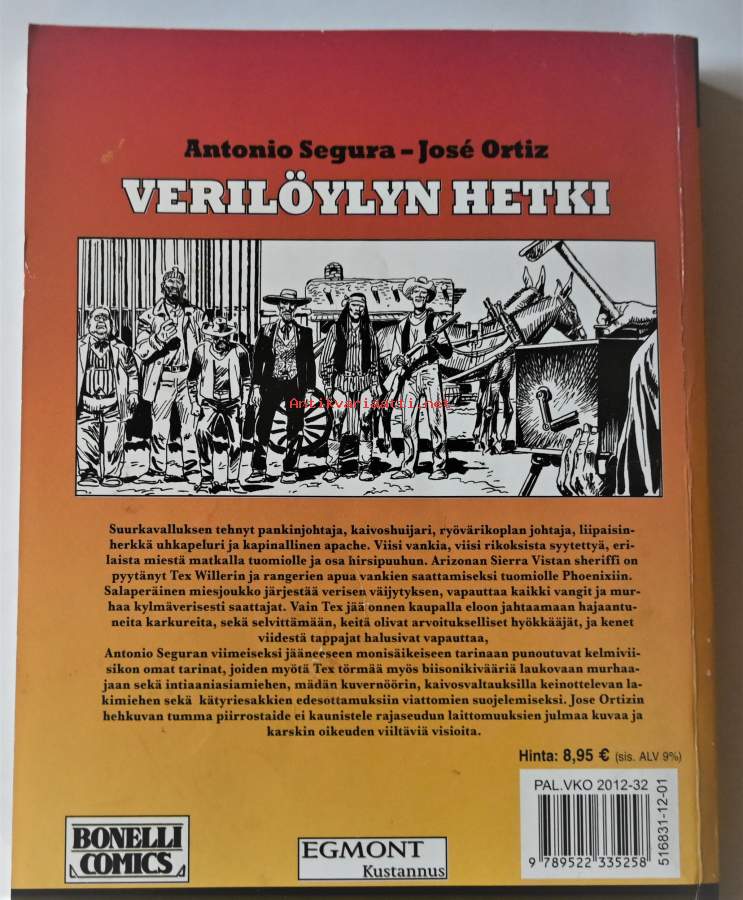 Antonio Segura – José Ortiz
VERILÖYLYN HETKI
Antikvariaatti.net
Suurkavalluksen tehnyt pankinjohtaja, kaivoshuijari, ryövärikoplan johtaja, liipaisin-
herkkä uhkapeluri ja kapinallinen apache. Viisi vankia, viisi rikoksista syytettyä, eri-
laista miestä matkalla tuomiolle ja osa hirsipuuhun. Arizonan Sierra Vistan sheriffi on
pyytänyt Tex Willerin ja rangerien apua vankien saattamiseksi tuomiolle Phoenixiin.
Salaperäinen miesjoukko järjestää verisen väijytyksen, vapauttaa kaikki vangit ja mur-
haa kylmäverisesti saattajat. Vain Tex jää onnen kaupalla eloon jahtaamaan hajaantu-
neita karkureita, sekä selvittämään, keitä olivat arvoitukselliset hyökkääjät, ja kenet
viidestä tappajat halusivat vapauttaa,
Antonio Seguran viimeiseksi jääneeseen monisäikeiseen tarinaan punoutuvat kelmivii-
sikon omat tarinat, joiden myötä Tex törmää myös biisonikivääriä laukovaan murhaa-
jaan sekä intiaaniasiamiehen, mädän kuvernöörin, kaivosvaltauksilla keinottelevan la-
kimiehen sekä kätyriesakkien edesottamuksiin viattomien suojelemiseksi. Jose Ortizin
hehkuvan tumma piirrostaide ei kaunistele rajaseudun laittomuuksien julmaa kuvaa ja
karskin oikeuden viiltäviä visioita.
Hinta: 8,95 € (sis. ALV 9%)
PAL.VKO 2012-32
516831-12-01
9 789522 335258
BONELLI
COMICS
EGMONT
Kustannus